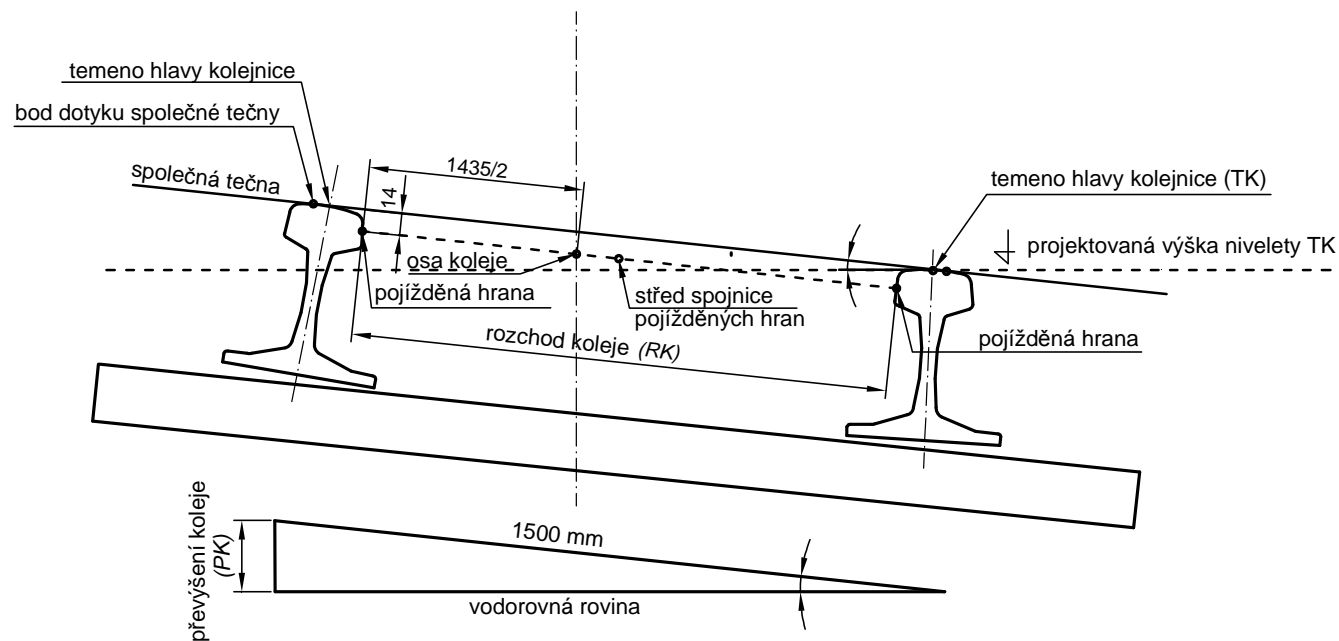 temeno hlavy kolejnice
bod dotyku společné tečny
společná tečna
1435/2
14
temeno hlavy kolejnice (TK)
projektovaná výška nivelety TK
osa koleje
pojížděná hrana
střed spojnice
pojížděných hran
rozchod koleje (RK)
pojížděná hrana
převýšení koleje
(PK)
1500 mm
vodorovná rovina